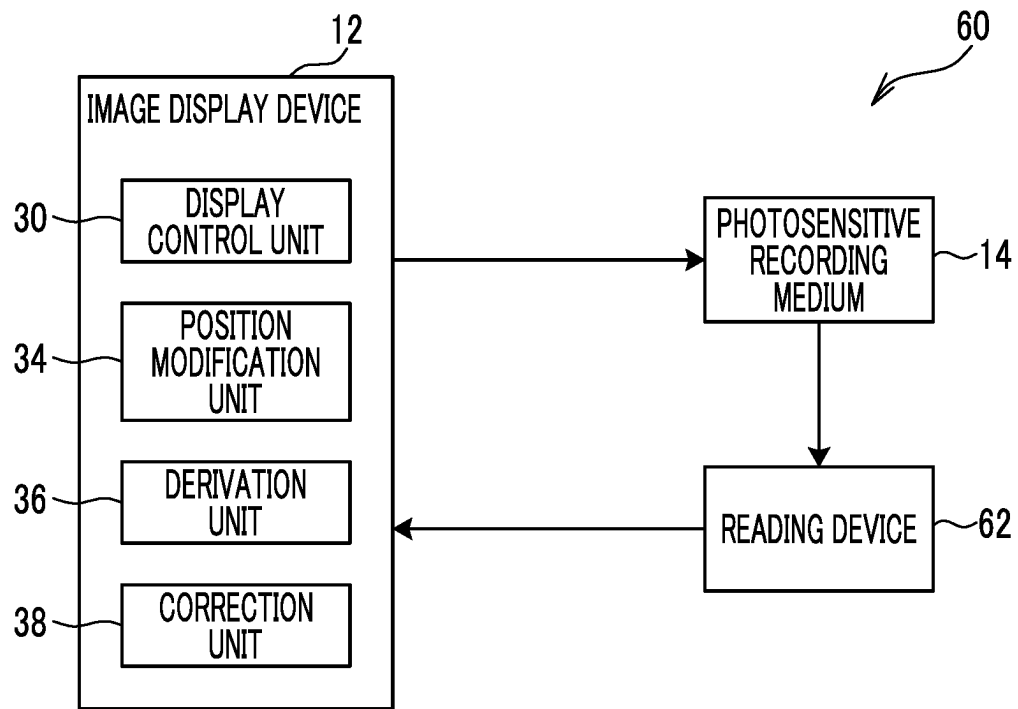 12
60
IMAGE DISPLAY DEVICE
30
DISPLAY
CONTROL UNIT
PHOTOSENSITIVE
RECORDING
MEDIUM
14
34
POSITION
MODIFICATION
UNIT
36
DERIVATION
UNIT
READING DEVICE
62
38
CORRECTION
UNIT